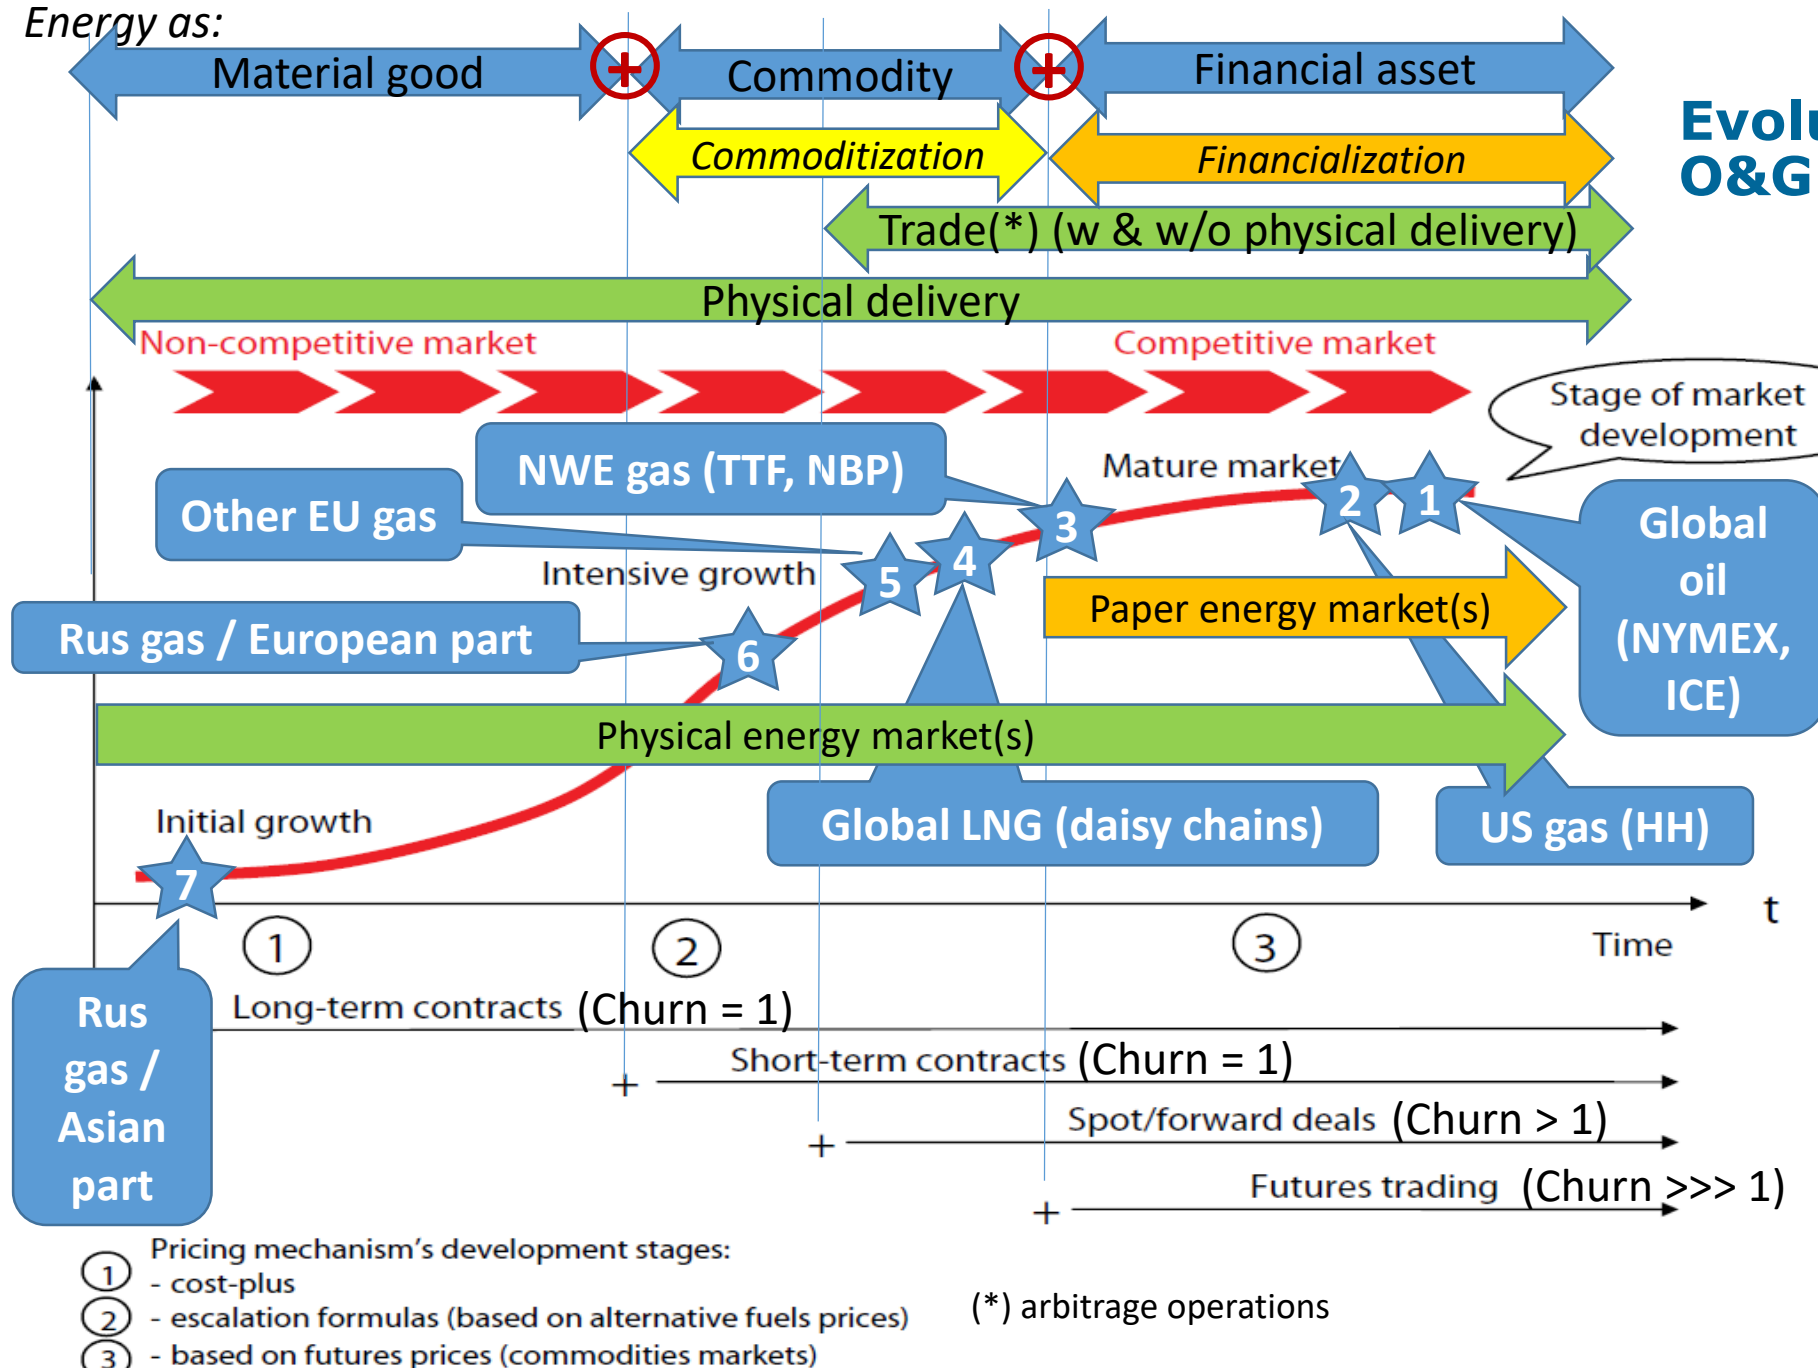 Energy as:
Material good
+
Commodity
+
Financial asset
Commoditization
Financialization
O&G
Trade(*) (w & w/o physical delivery)
Physical delivery
Non-competitive market
Competitive market
Stage of market
development
NWE gas (TTF, NBP)
Mature market
Other EU gas
2
1
3
Global
oil
(NYMEX,
ICE)
Intensive growth
5
4
Paper energy market(s)
Rus gas / European part
6
Physical energy market(s)
Initial growth
Global LNG (daisy chains)
US gas (HH)
7
t
1
2
3
Time
Rus
gas /
Asian
part
Long-term contracts (Churn = 1)
+
Short-term contracts (Churn = 1)
+
Spot/forward deals (Churn > 1)
+
Futures trading (Churn >>> 1)
Pricing mechanism's development stages:
1 - cost-plus
2 - escalation formulas (based on alternative fuels prices)
3 - based on futures prices (commodities markets)
(*) arbitrage operations